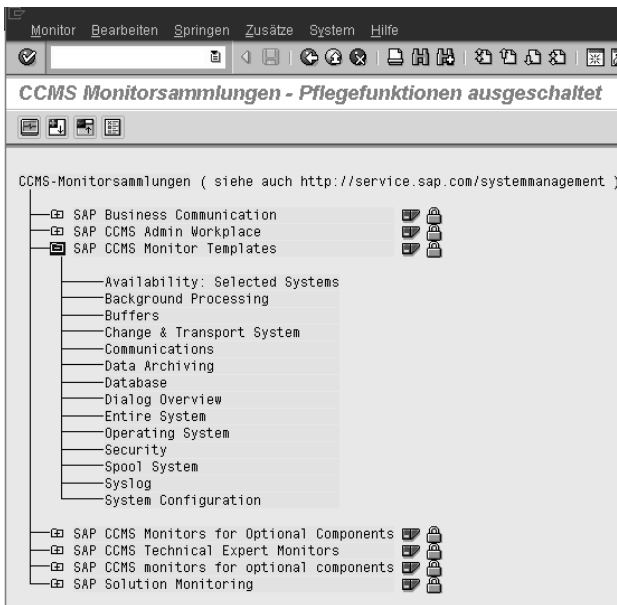 Monitor Bearbeiten Springen Zusätze System Hilfe
CCMS Monitorsammlungen - Pflegefunktionen ausgeschaltet
CCMS-Monitorsammlungen ( siehe auch http://service.sap.com/systemmanagement )
SAP Business Communication
SAP CCMS Admin Workplace
SAP CCMS Monitor Templates
Availability: Selected Systems
Background Processing
Buffers
Change & Transport System
Communications
Data Archiving
Database
Dialog Overview
Entire System
Operating System
Security
Spool System
Syslog
System Configuration
SAP CCMS Monitors for Optional Components
SAP CCMS Technical Expert Monitors
SAP CCMS monitors for optional components
SAP Solution Monitoring